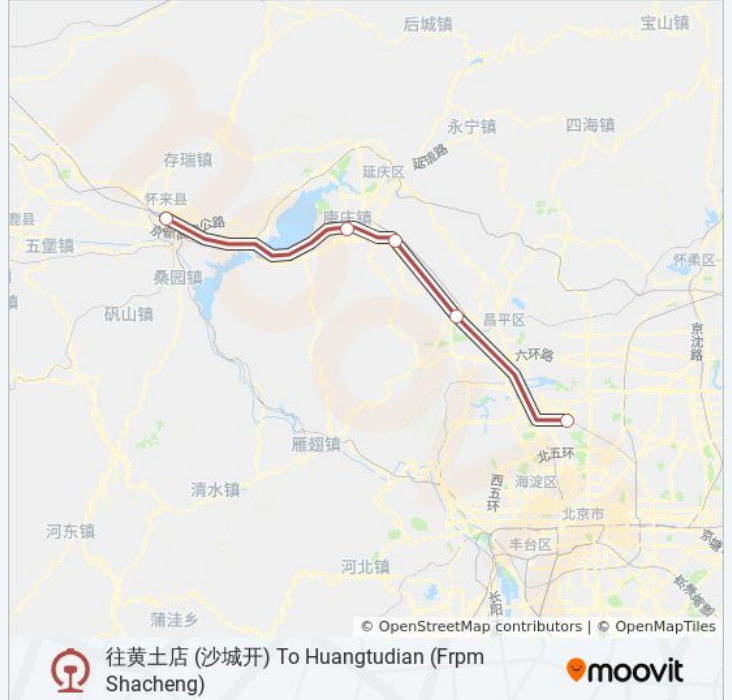 后城镇
宝山镇
永宁镇
四海镇
延琉路
存瑞镇
延庆区
怀来县
康庄镇
鹿县
公路
五堡镇
怀柔区
桑园镇
镇
矾山镇
昌平区
京沈路
六环路
雁翅镇
北五环
西五环
海淀区
清水镇
北京市
河东镇
丰台区
河北镇
长阳
蒲洼乡
© OpenStreetMap contributors | © OpenMapTiles
往黄土店 (沙城开) To Huangtudian (Frpm
Shacheng)
moovit